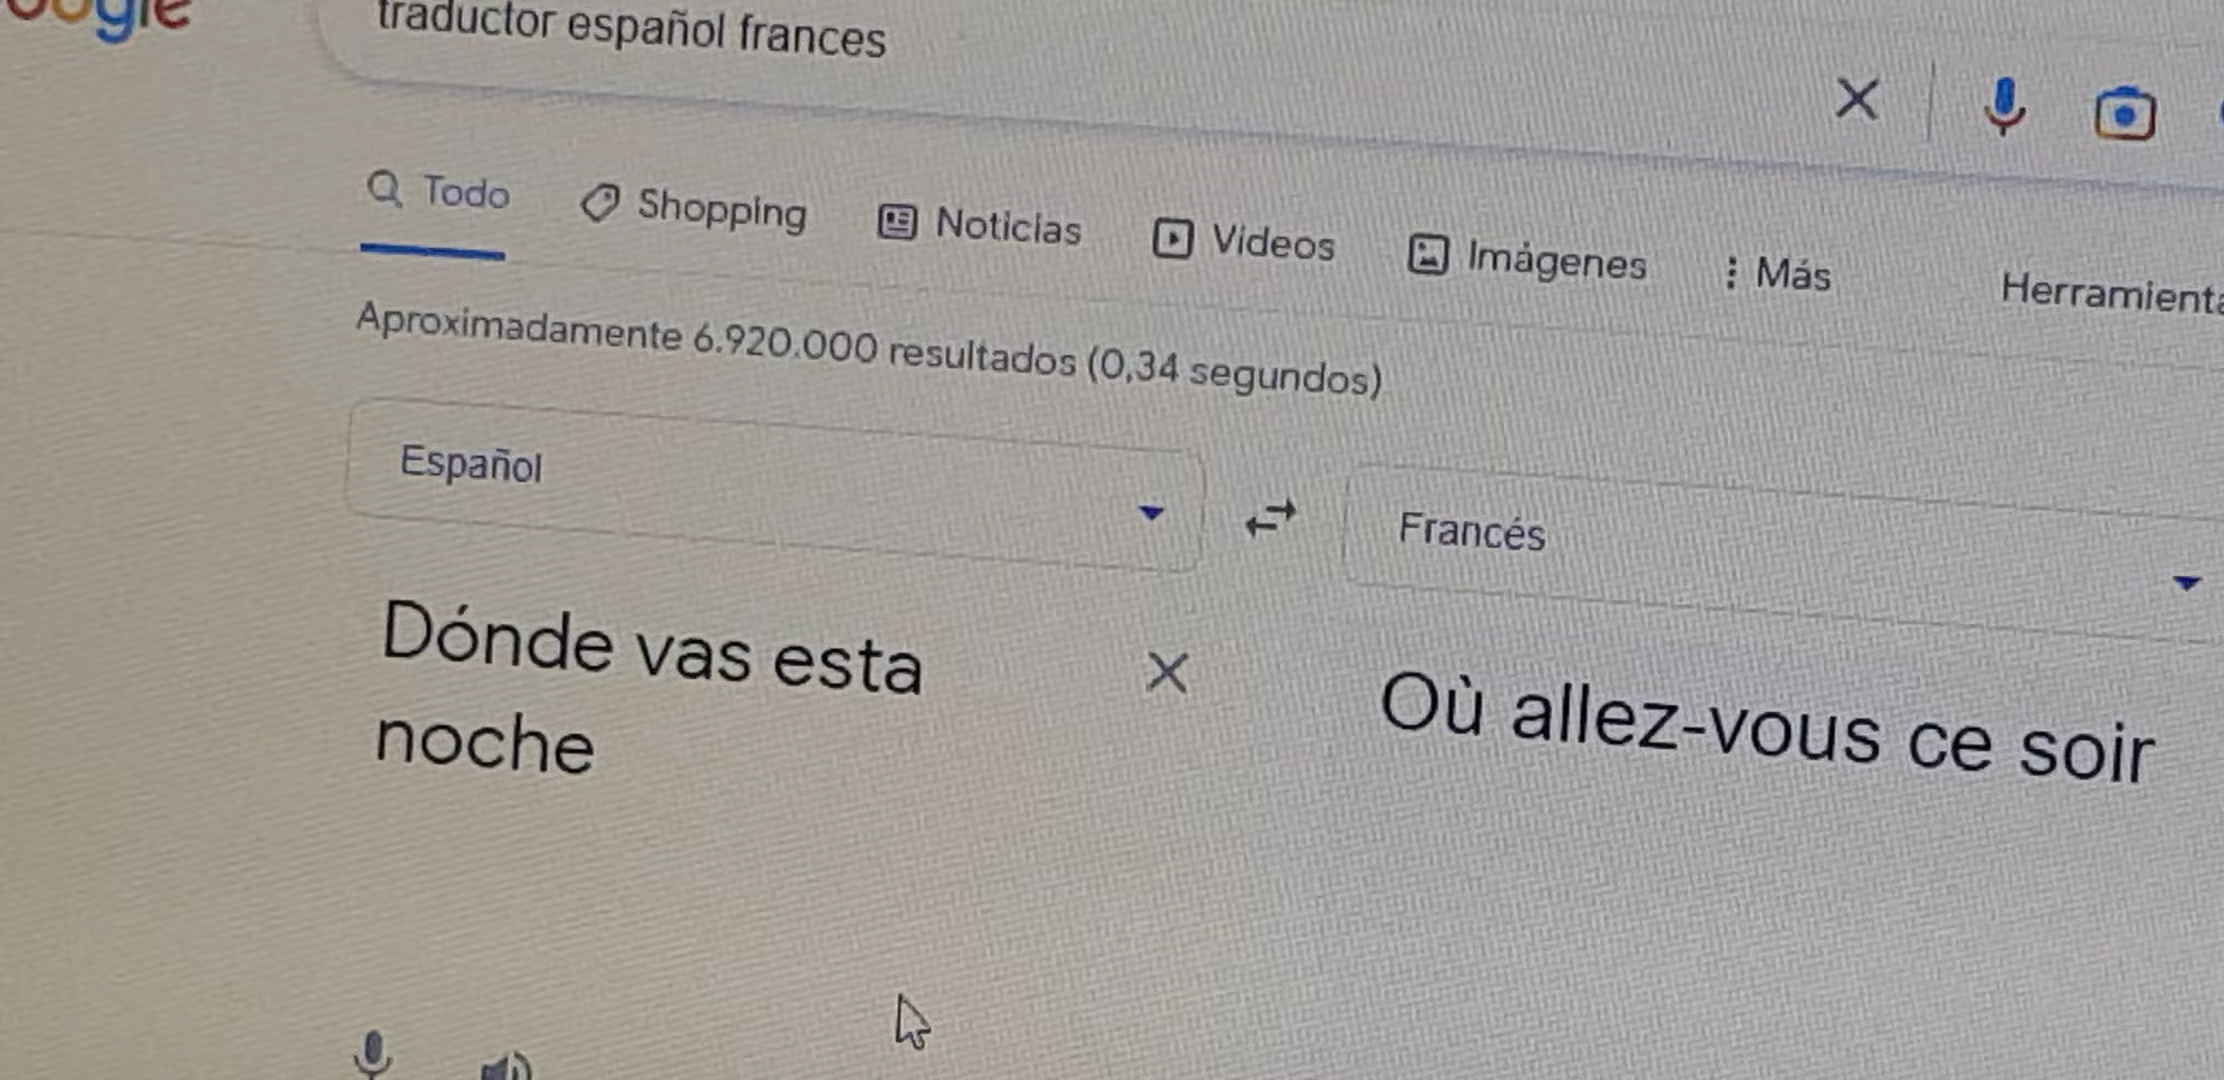 traductor español frances
Todo Shopping Noticias Videos Imágenes Más
Aproximadamente 6.920.000 resultados (0,34 segundos)
Español Francés
Dónde vas esta
noche
Où allez-vous ce soir